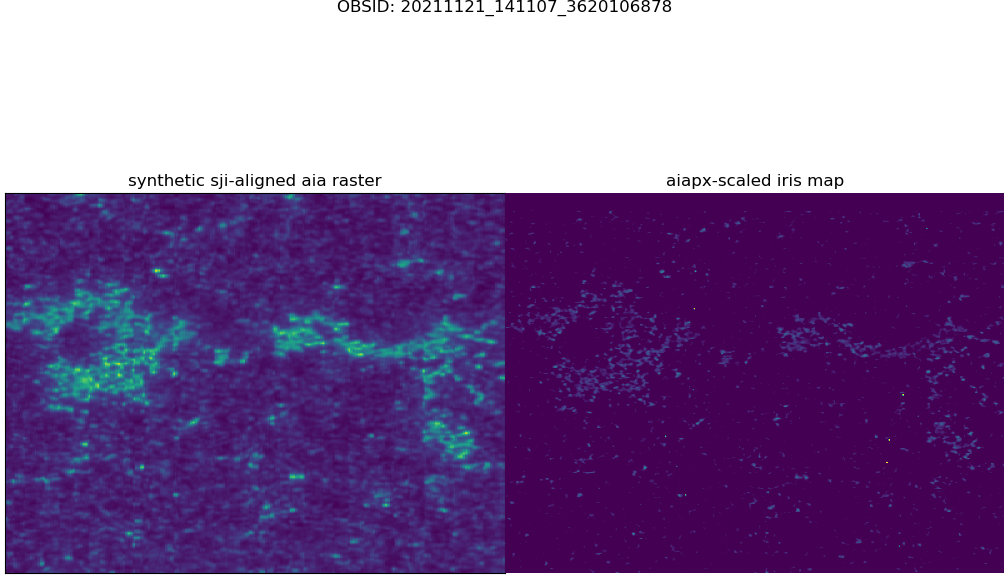 OBSID: 20211121_141107_3620106878
synthetic sji-aligned aia raster
aiapx-scaled iris map